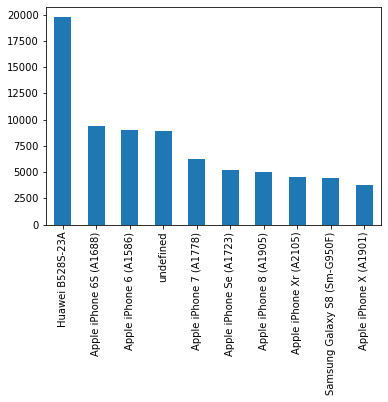 20000
17500
15000
12500
10000
7500
5000
2500
0
Huawei B528S-23A
Apple iPhone 6S (A1688)
Apple iPhone 6 (A1586)
undefined
Apple iPhone 7 (A1778)
Apple iPhone Se (A1723)
Apple iPhone 8 (A1905)
Apple iPhone Xr (A2105)
Samsung Galaxy S8 (Sm-G950F)
Apple iPhone X (A1901)